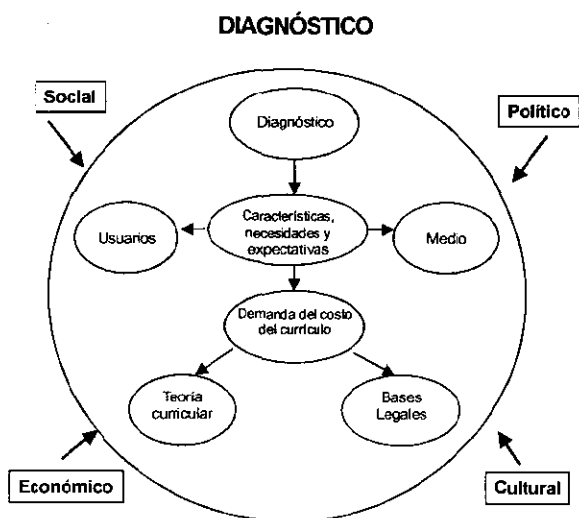 DIAGNÓSTICO
Social
Político
Diagnóstico
Características,
necesidades y
expectativas
Usuarios
Medio
Demanda del costo
del currículo
Teoría
curricular
Bases
Legales
Económico
Cultural